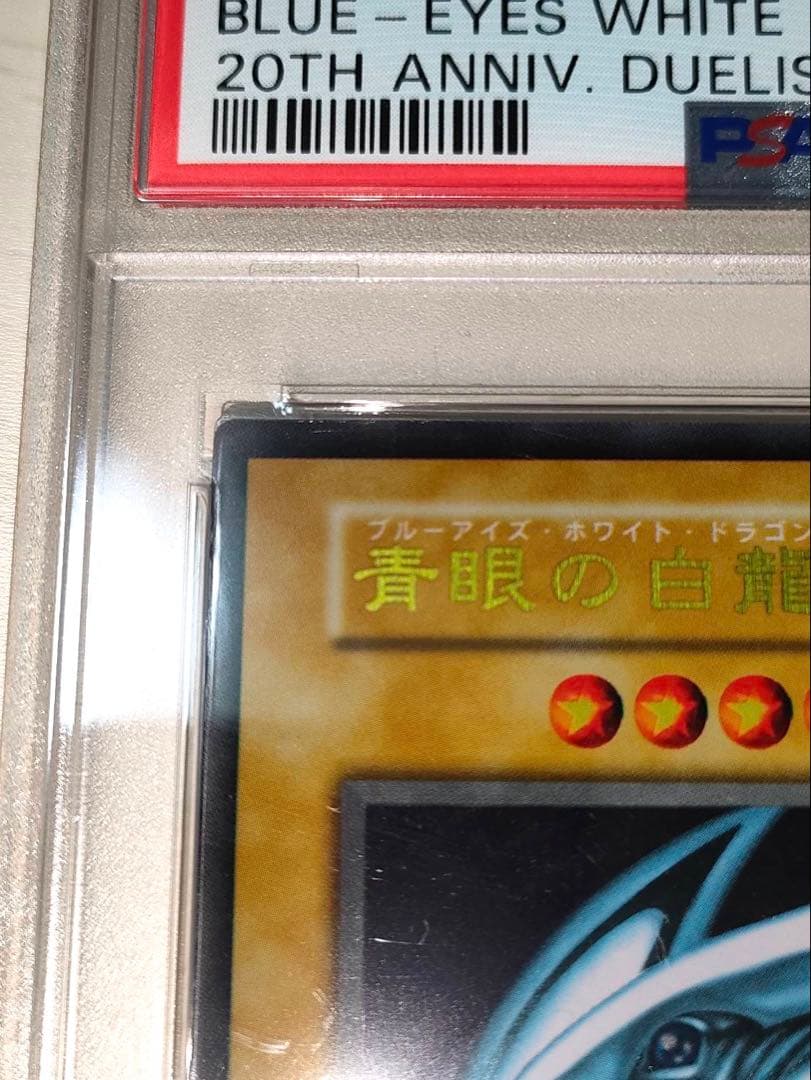 BLUE-EYES WHITE
20TH ANNIV. DUELIS
PSA
ブルーアイズ・ホワイト・ドラゴン
青眼の白龍